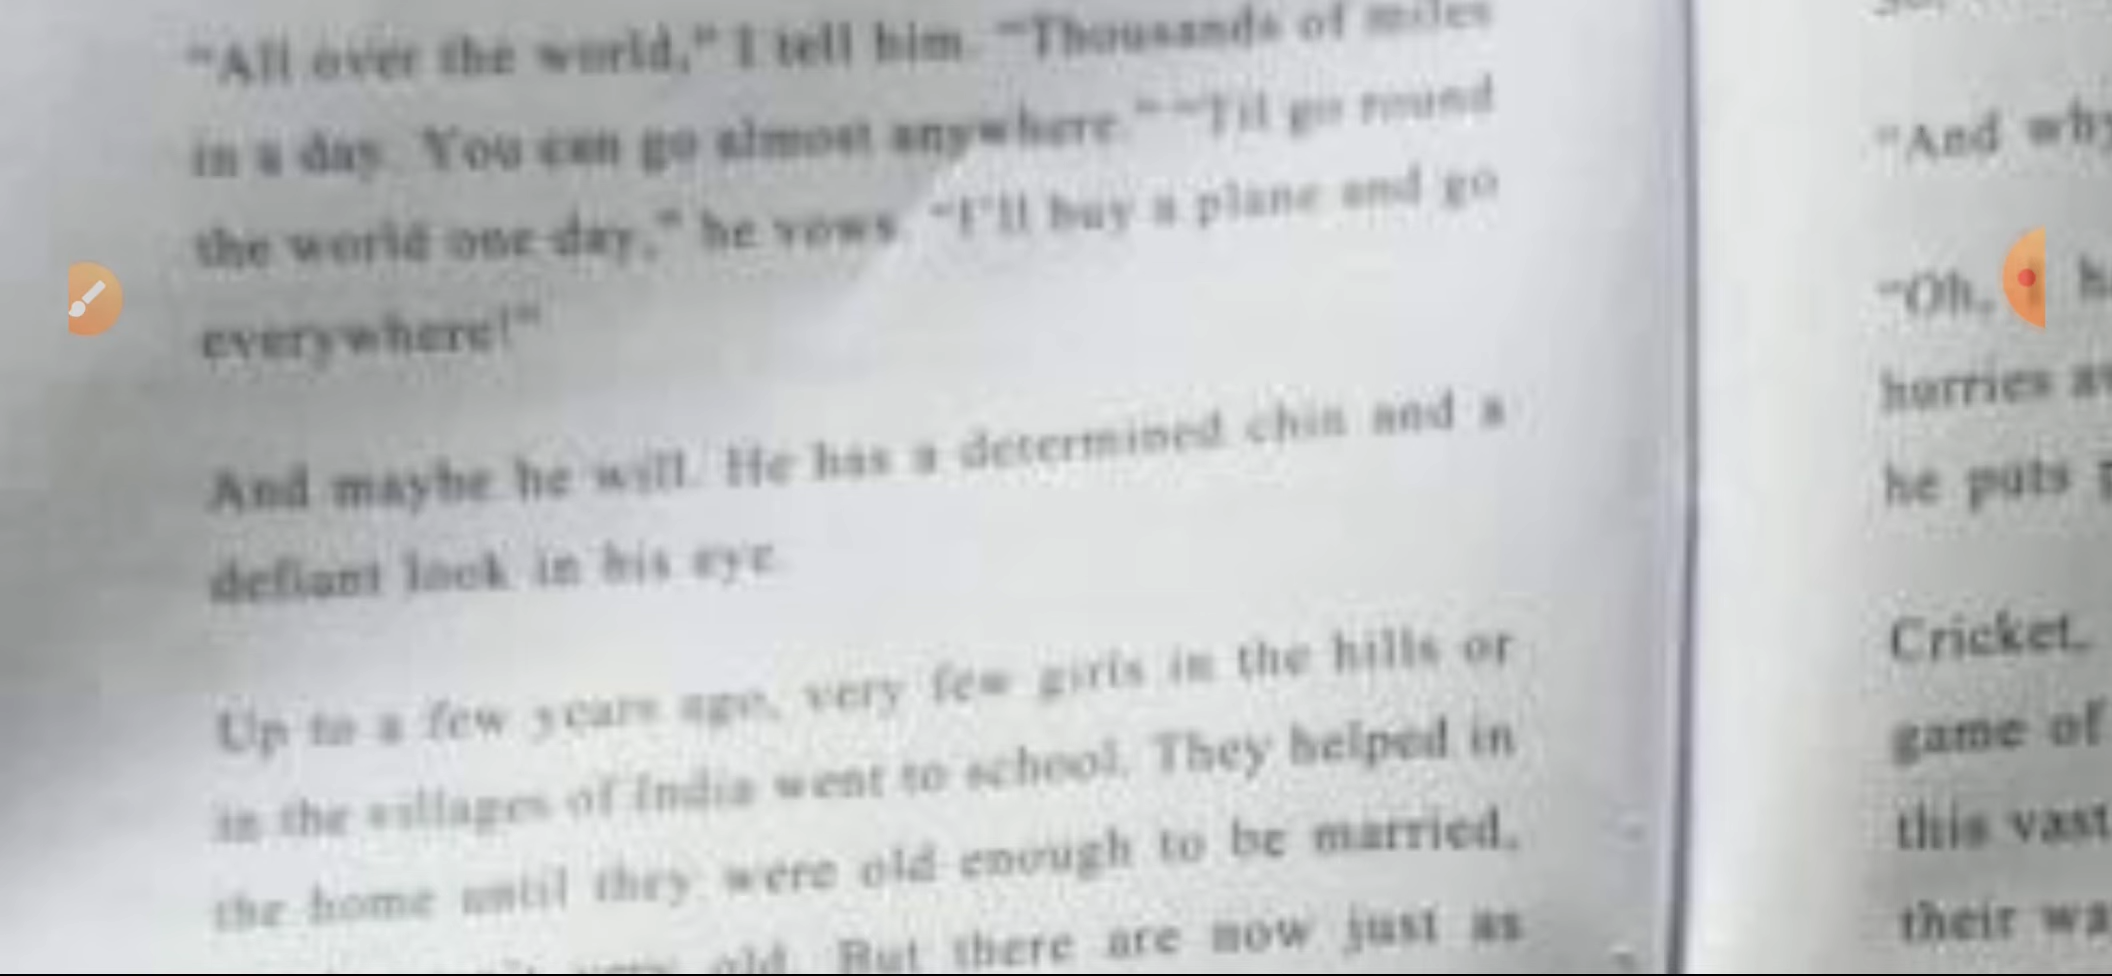 "All over the world," I tell him. "Thousands of miles
in a day. You can go almost anywhere." "I'll go round
the world one day," he vows. "I'll buy a plane and go
everywhere!"
And maybe he will. He has a determined chin and a
defiant look in his eye.
Up to a few years ago, very few girls in the hills or
in the villages of India went to school. They helped in
the home until they were old enough to be married,
very old. But there are now just as
"And why
"Oh,
hurries
he puts
Cricket,
game of
this vast
their